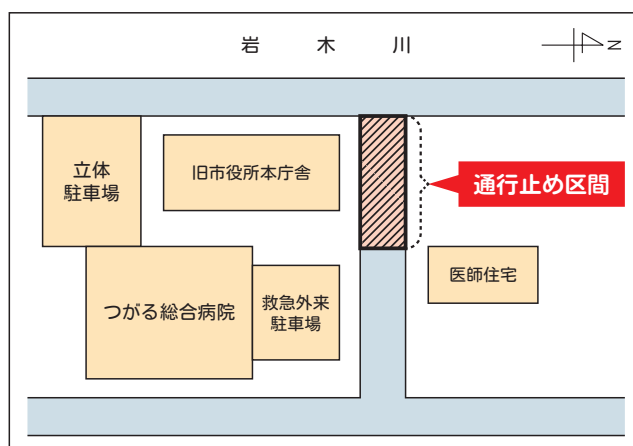 岩木川
N
立体
駐車場
旧市役所本庁舎
通行止め区間
医師住宅
つがる総合病院
救急外来
駐車場